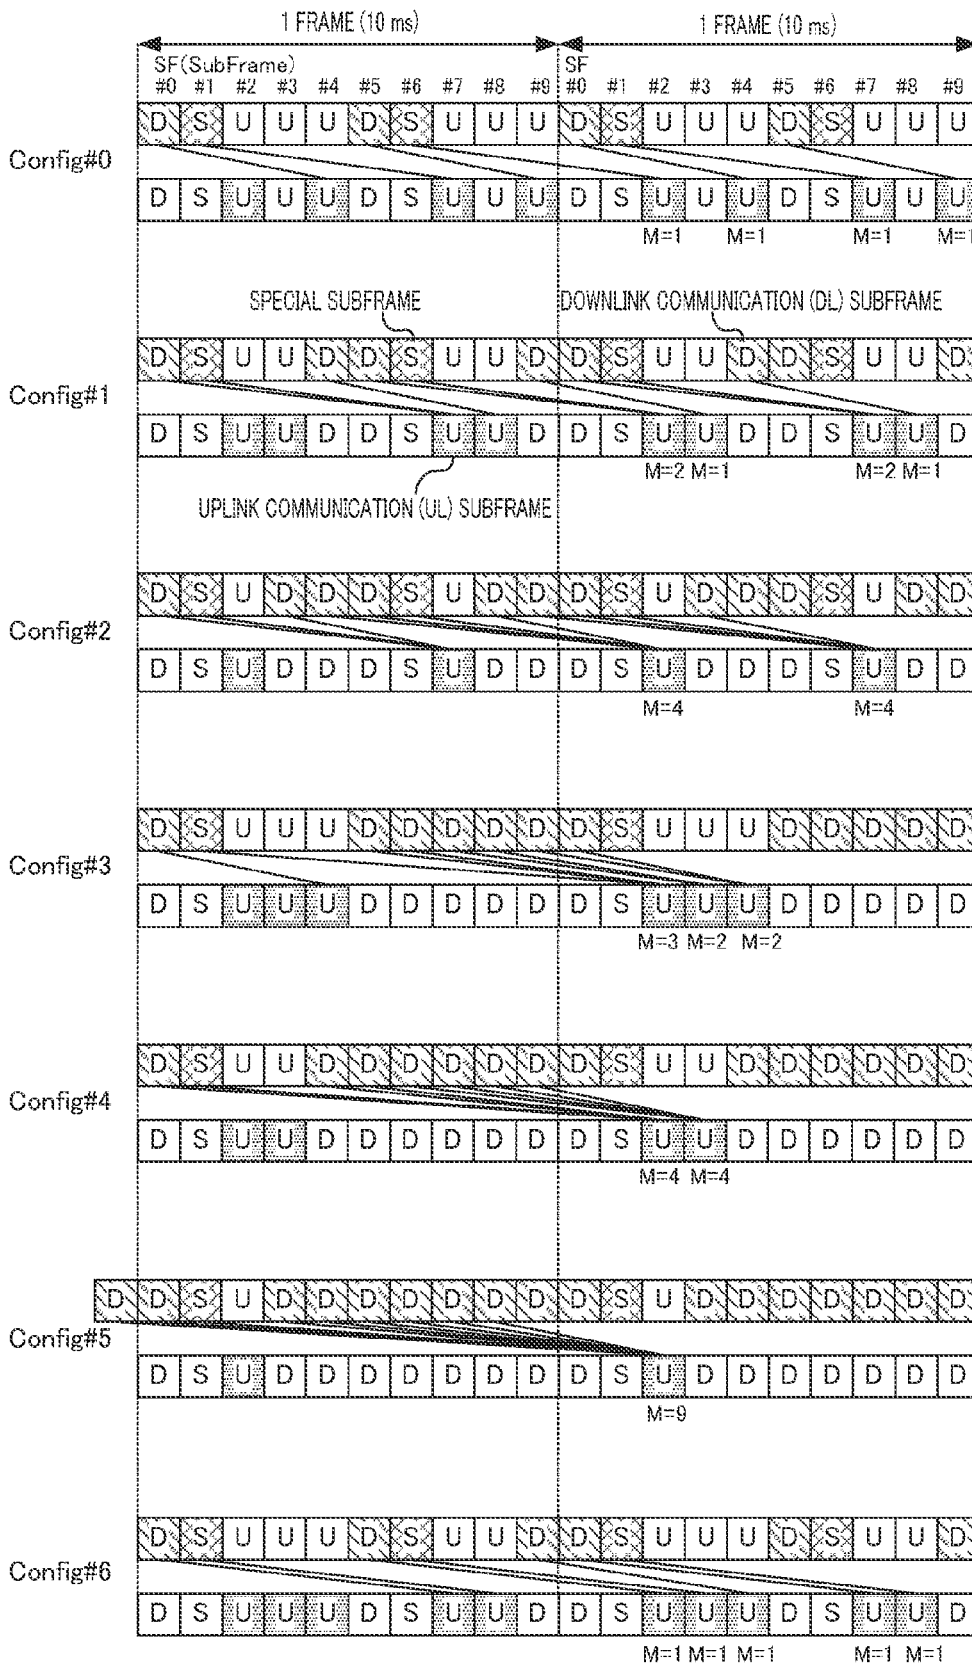 1 FRAME (10 ms) 1 FRAME (10 ms)
SF(SubFrame) SF
#0 #1 #2 #3 #4 #5 #6 #7 #8 #9 #0 #1 #2 #3 #4 #5 #6 #7 #8 #9
D S U U U D S U U U D S U U U D S U U U
Config#0
D S U U U D S U U U D S U U U D S U U U
M=1 M=1 M=1 M=1
SPECIAL SUBFRAME DOWNLINK COMMUNICATION (DL) SUBFRAME
D S U U D D S U U D D S U U D D S U U D
Config#1
D S U U D D S U U D D S U U D D S U U D
M=2 M=1 M=2 M=1
UPLINK COMMUNICATION (UL) SUBFRAME
D S U D D D S U D D D S U D D D S U D D
Config#2
D S U D D D S U D D D S U D D D S U D D
M=4 M=4
D S U U U D D D D D D S U U U D D D D D
Config#3
D S U U U D D D D D D S U U U D D D D D
M=3 M=2 M=2
D S U U D D D D D D D S U U D D D D D D
Config#4
D S U U D D D D D D D S U U D D D D D D
M=4 M=4
D D S U D D D D D D D D S U D D D D D D D
Config#5
D S U D D D D D D D D S U D D D D D D D
M=9
D S U U U D S U U D D S U U U D S U U D
Config#6
D S U U U D S U U D D S U U U D S U U D
M=1 M=1 M=1 M=1 M=1